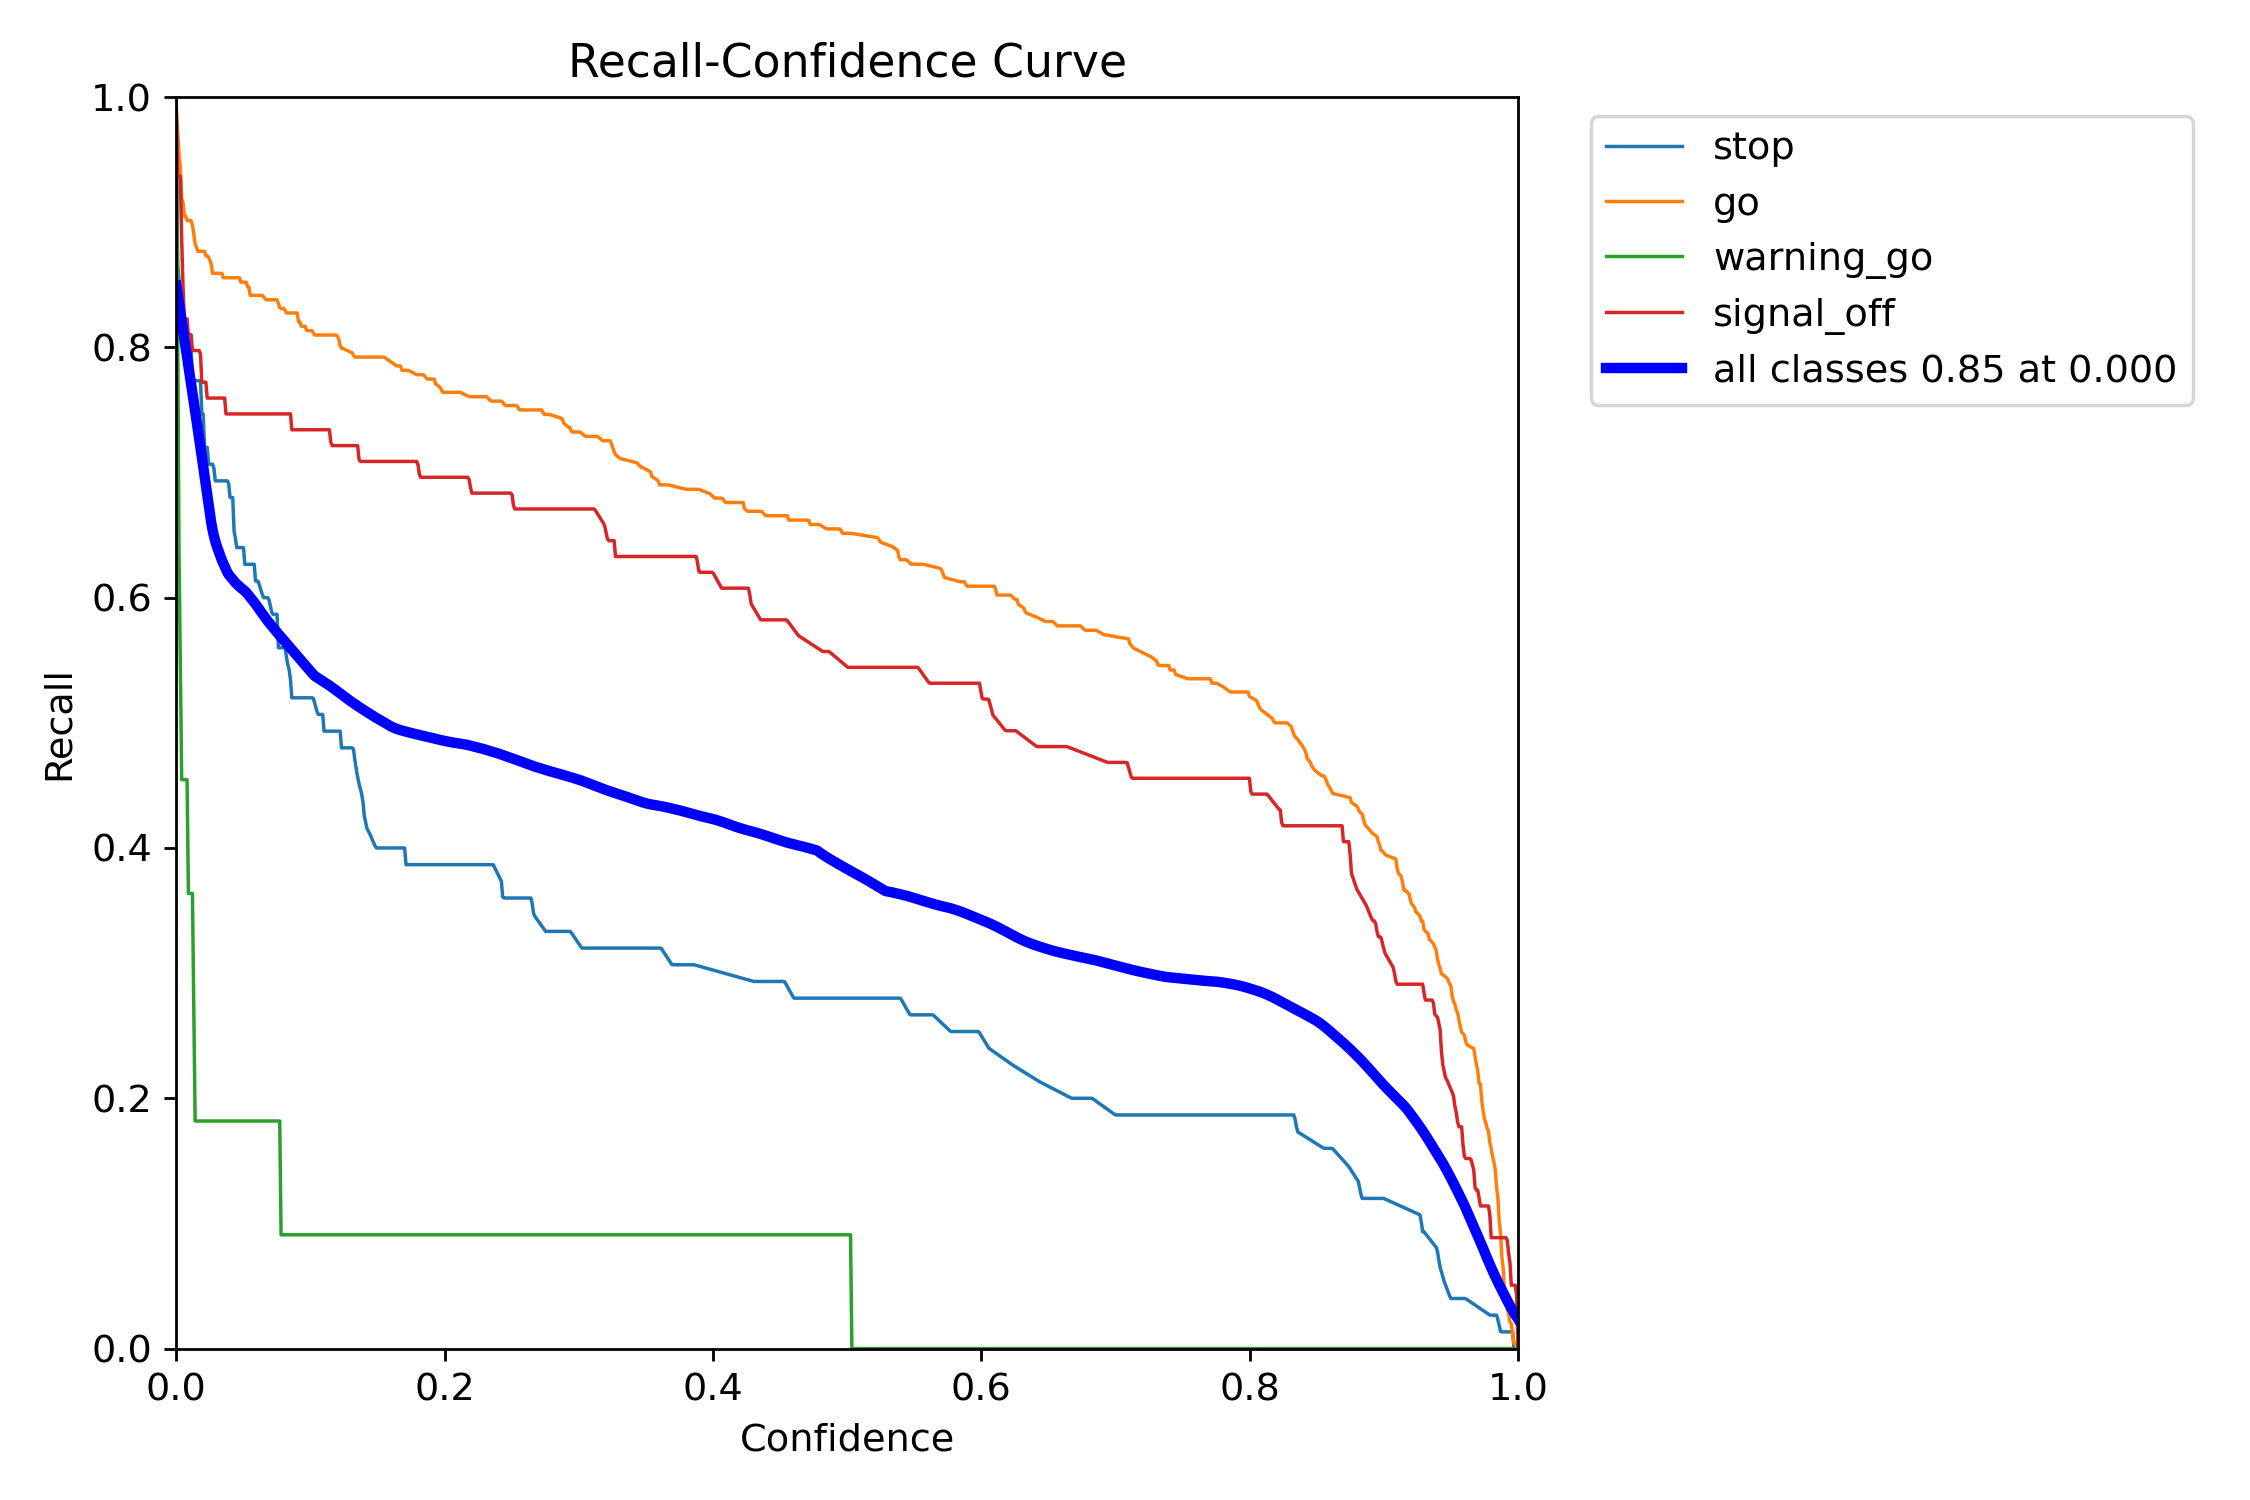 Recall-Confidence Curve
1.0
0.8
0.6
0.4
0.2
0.0
Recall
0.0 0.2 0.4 0.6 0.8 1.0
Confidence
stop
go
warning_go
signal_off
all classes 0.85 at 0.000